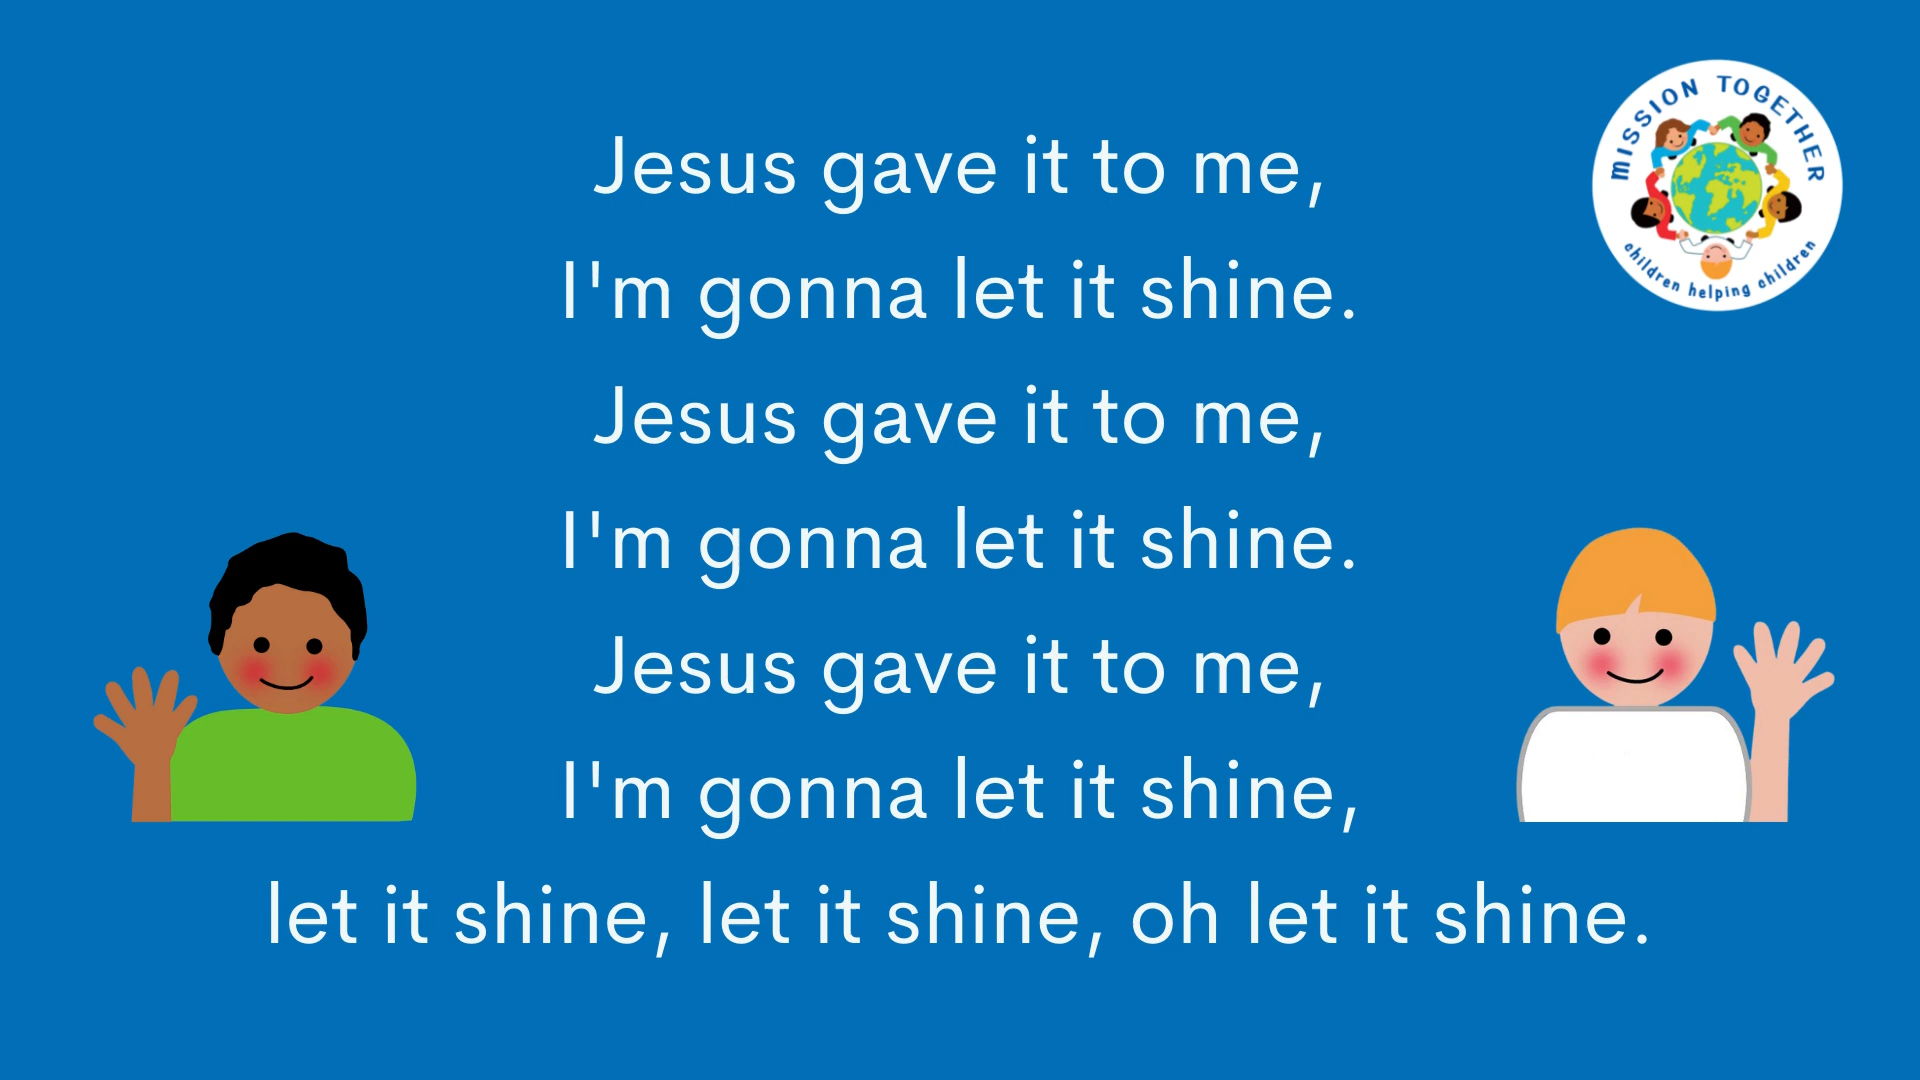 MISSION TOGETHER
children helping children
Jesus gave it to me,
I'm gonna let it shine.
Jesus gave it to me,
I'm gonna let it shine.
Jesus gave it to me,
I'm gonna let it shine,
let it shine, let it shine, oh let it shine.